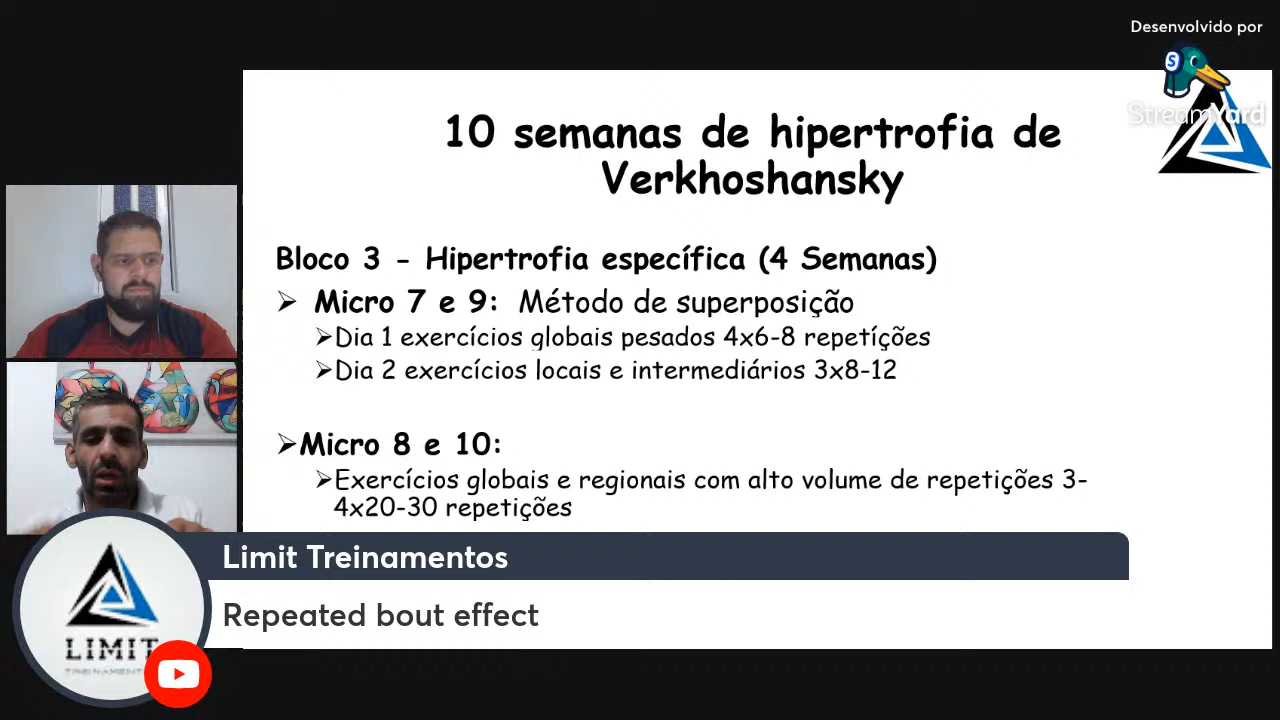 Desenvolvido por
StreamYard
10 semanas de hipertrofia de
Verkhoshansky
Bloco 3 - Hipertrofia específica (4 Semanas)
➢ Micro 7 e 9: Método de superposição
➢Dia 1 exercícios globais pesados 4x6-8 repetíções
➢Dia 2 exercícios locais e intermediários 3x8-12
➢Micro 8 e 10:
➢Exercícios globais e regionais com alto volume de repetições 3-
4x20-30 repetições
Limit Treinamentos
Repeated bout effect
LIMIT